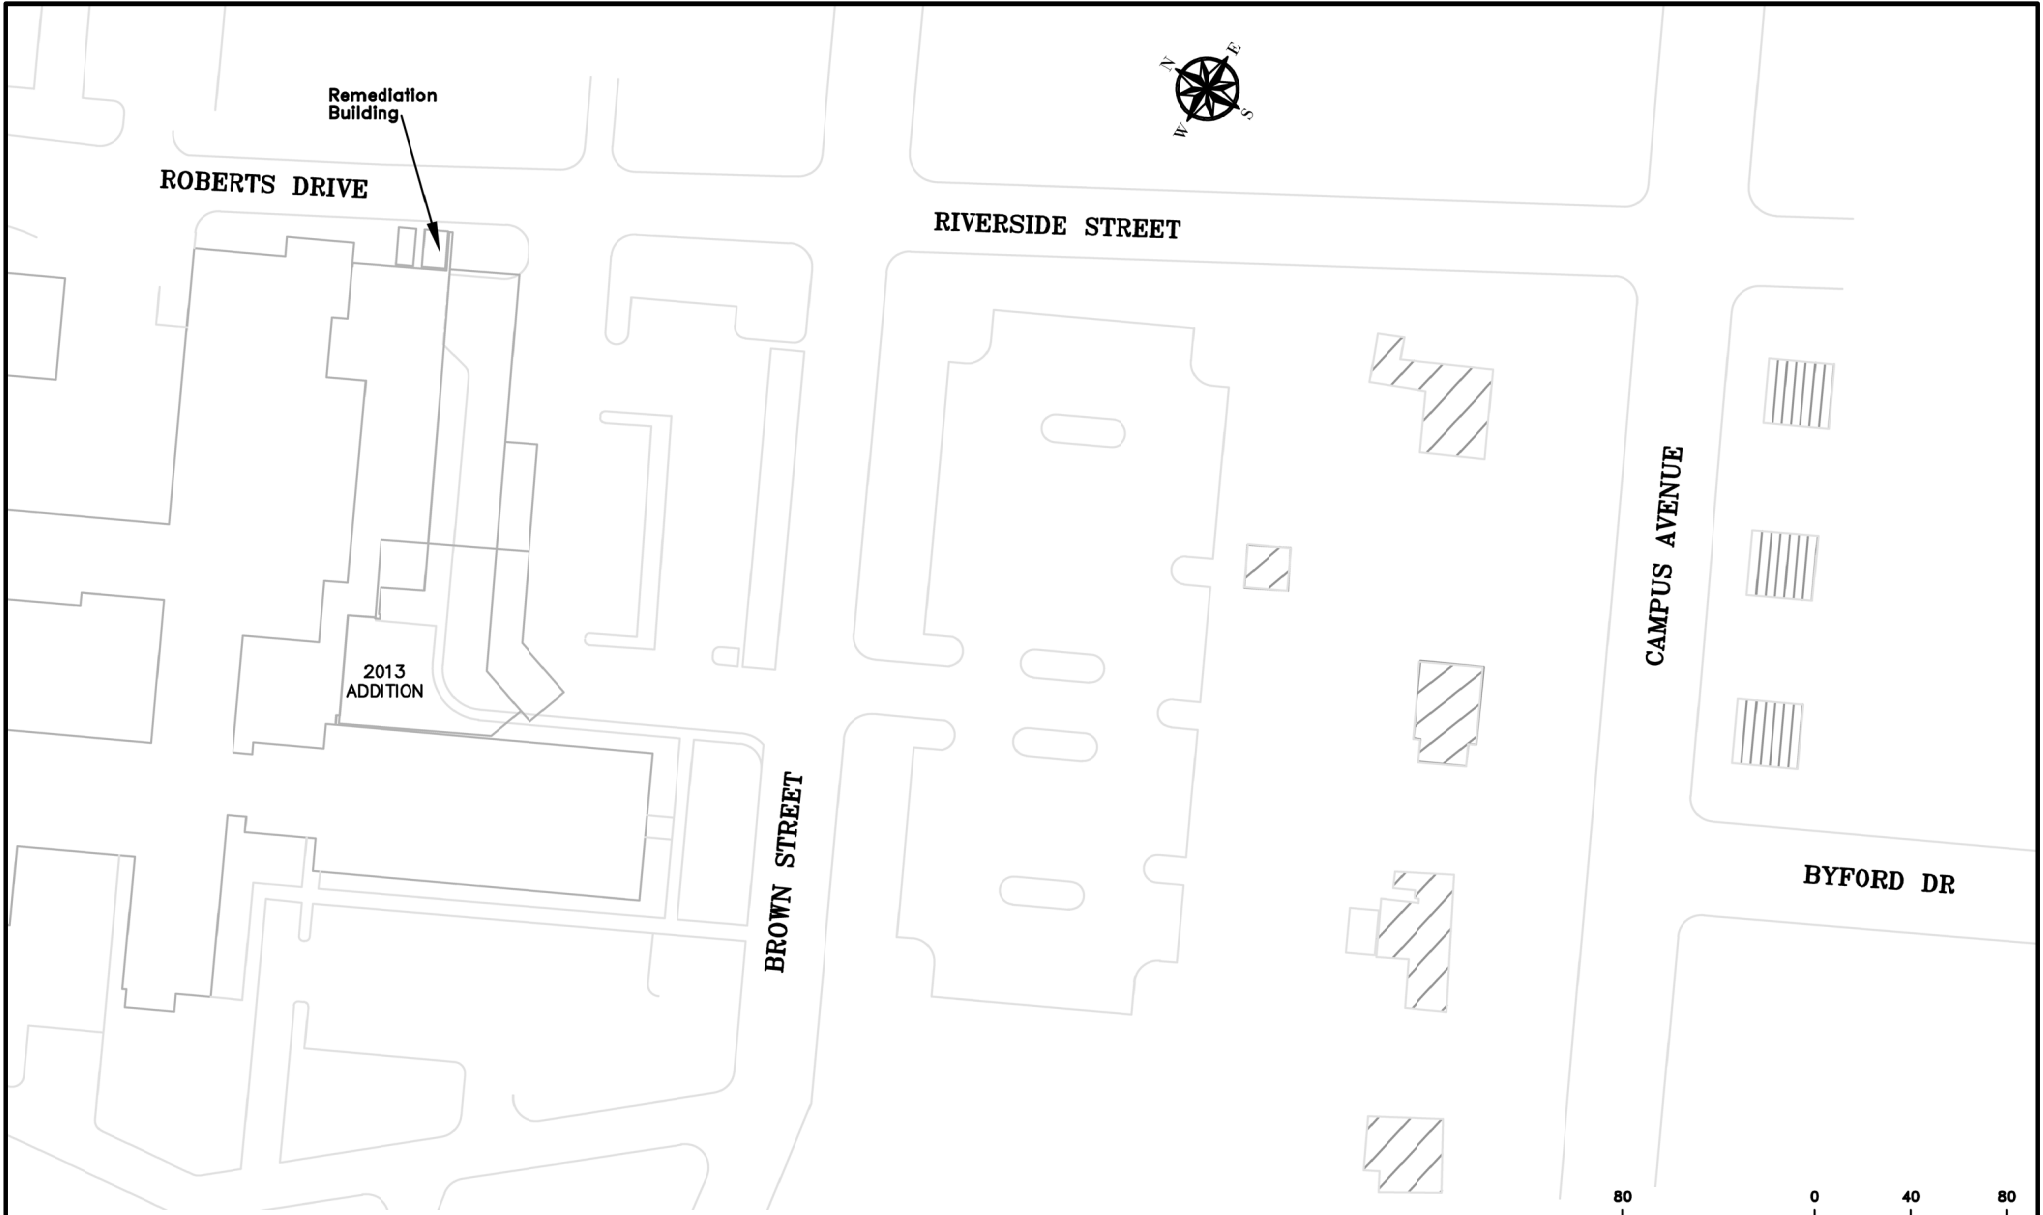 Remediation
Building
ROBERTS DRIVE
N
E
W
S
RIVERSIDE STREET
CAMPUS AVENUE
2013
ADDITION
BROWN STREET
BYFORD DR
80 0 40 80